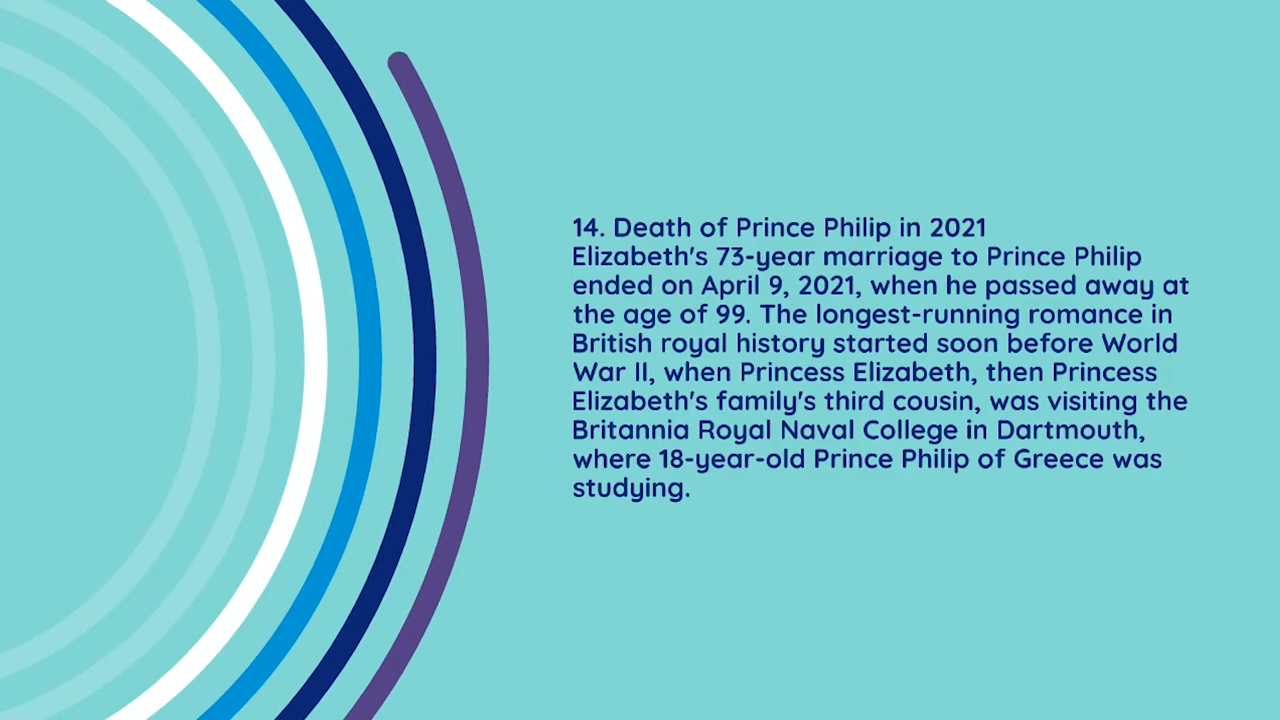 14. Death of Prince Philip in 2021
Elizabeth's 73-year marriage to Prince Philip
ended on April 9, 2021, when he passed away at
the age of 99. The longest-running romance in
British royal history started soon before World
War II, when Princess Elizabeth, then Princess
Elizabeth's family's third cousin, was visiting the
Britannia Royal Naval College in Dartmouth,
where 18-year-old Prince Philip of Greece was
studying.